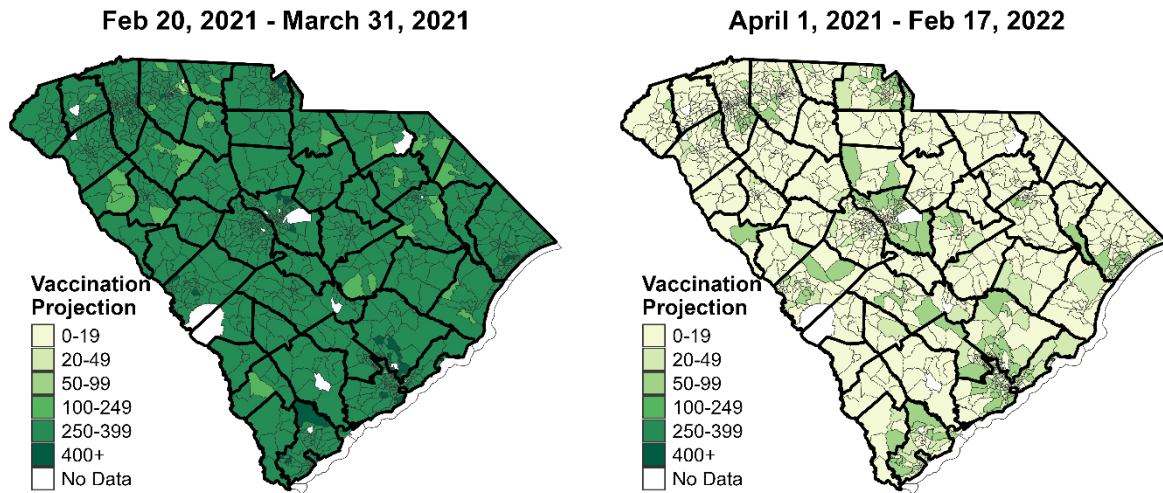 Feb 20, 2021 - March 31, 2021
Vaccination
Projection
0-19
20-49
50-99
100-249
250-399
400+
No Data
April 1, 2021 - Feb 17, 2022
Vaccination
Projection
0-19
20-49
50-99
100-249
250-399
400+
No Data